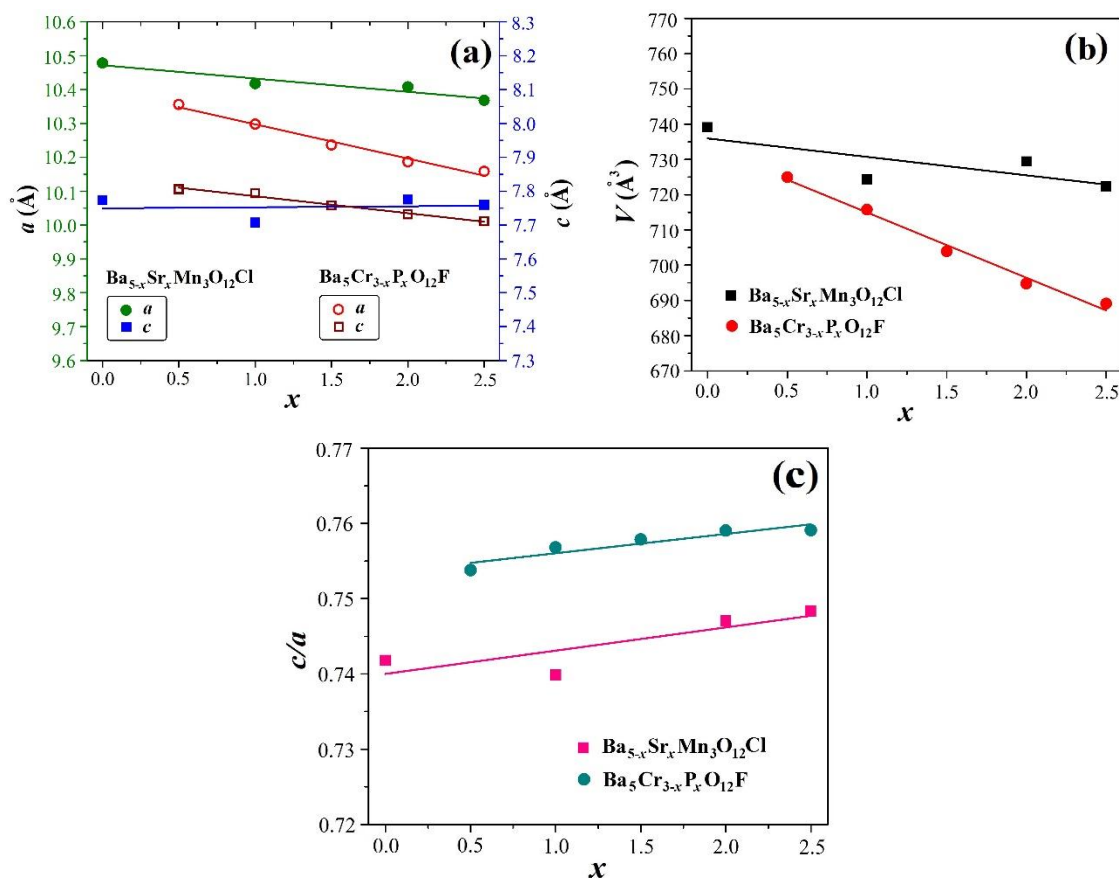 (a)
10.6
10.5
10.4
10.3
10.2
10.1
10.0
9.9
9.8
9.7
9.6
a (Å)
8.3
8.2
8.1
8.0
7.9
7.8
7.7
7.6
7.5
7.4
7.3
c (Å)
Ba₅₋ₓSrₓMn₃O₁₂Cl
a
c
Ba₅Cr₃₋ₓPₓO₁₂F
a
c
0.0 0.5 1.0 1.5 2.0 2.5
x
(b)
770
760
750
740
730
720
710
700
690
680
670
V (Å³)
Ba₅₋ₓSrₓMn₃O₁₂Cl
Ba₅Cr₃₋ₓPₓO₁₂F
0.0 0.5 1.0 1.5 2.0 2.5
x
(c)
0.77
0.76
0.75
0.74
0.73
0.72
c/a
Ba₅₋ₓSrₓMn₃O₁₂Cl
Ba₅Cr₃₋ₓPₓO₁₂F
0.0 0.5 1.0 1.5 2.0 2.5
x